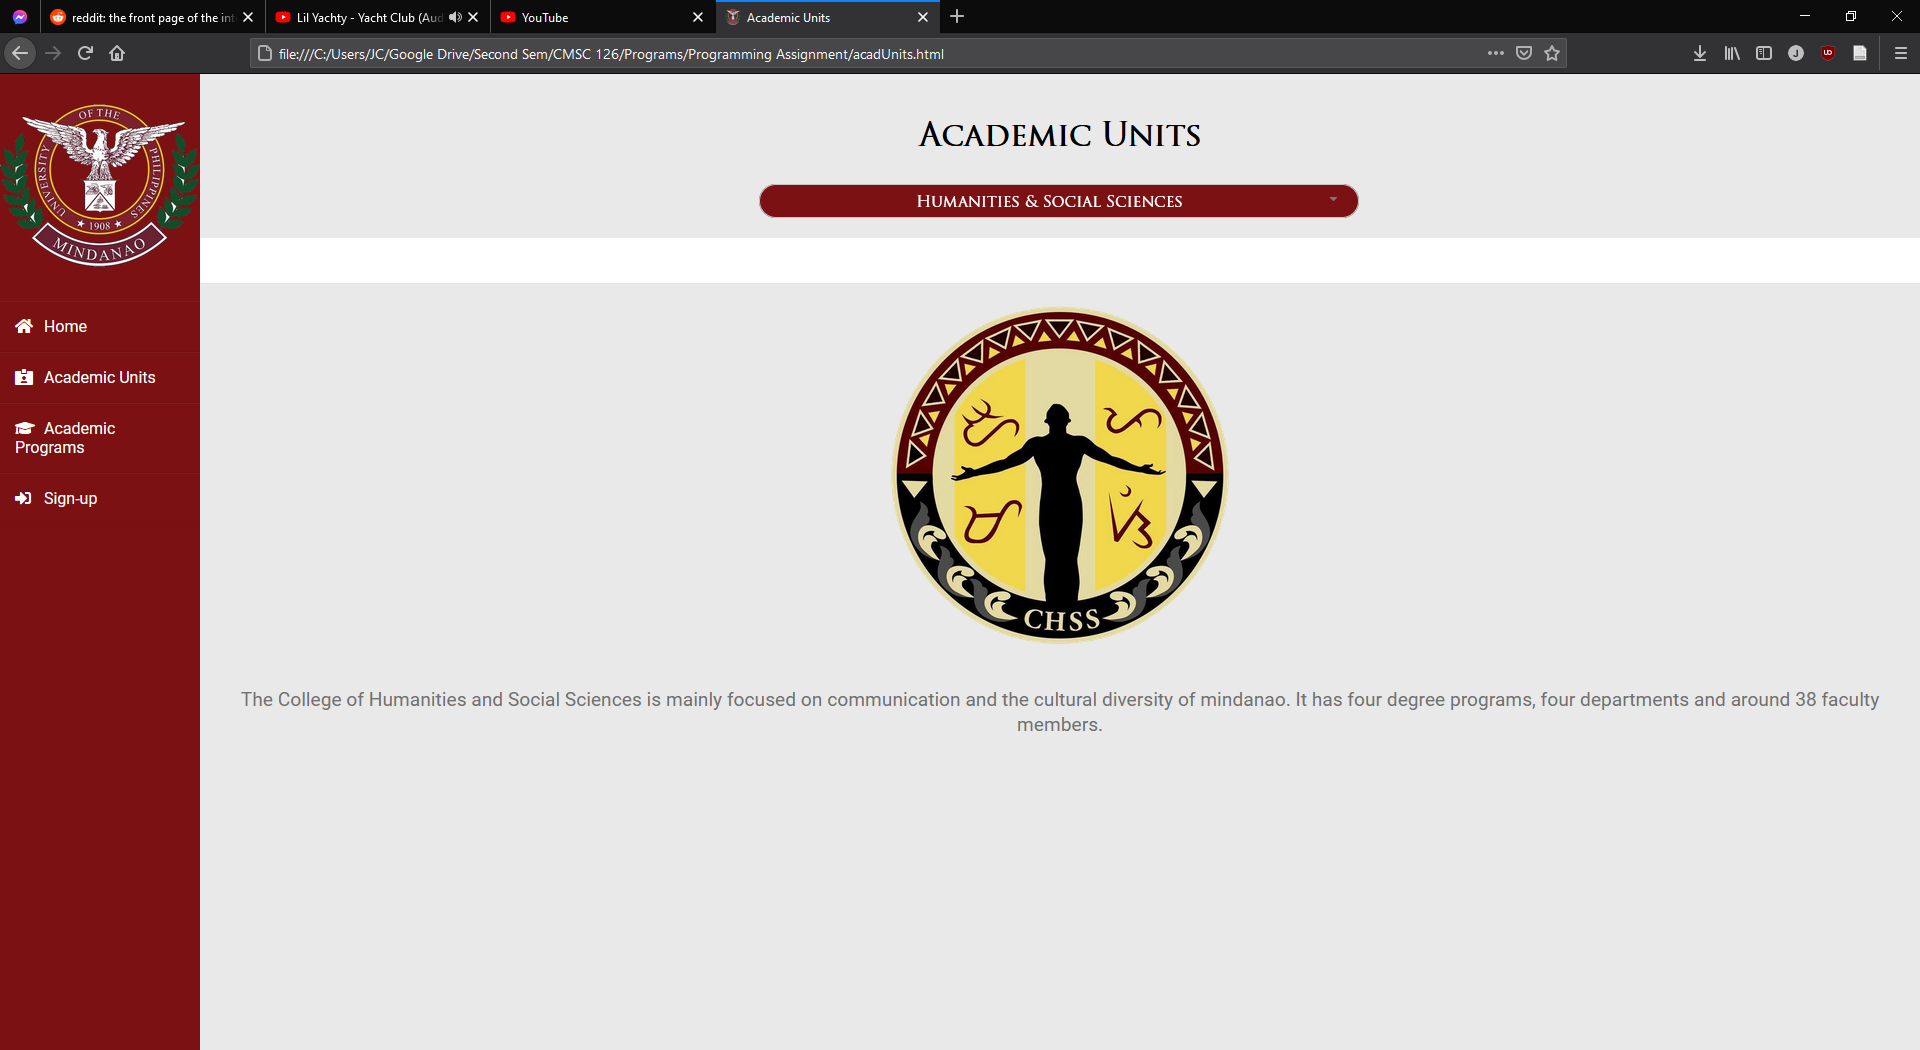 reddit: the front page of the int
Lil Yachty - Yacht Club (Aud
YouTube
Academic Units
file:///C:/Users/JC/Google Drive/Second Sem/CMSC 126/Programs/Programming Assignment/acadUnits.html
J
UD
OF THE
UNIVERSITY
PHILIPPINES
1908
MINDANAO
Home
Academic Units
Academic
Programs
Sign-up
Academic Units
Humanities & Social Sciences
ᜀ
CHSS
The College of Humanities and Social Sciences is mainly focused on communication and the cultural diversity of mindanao. It has four degree programs, four departments and around 38 faculty
members.